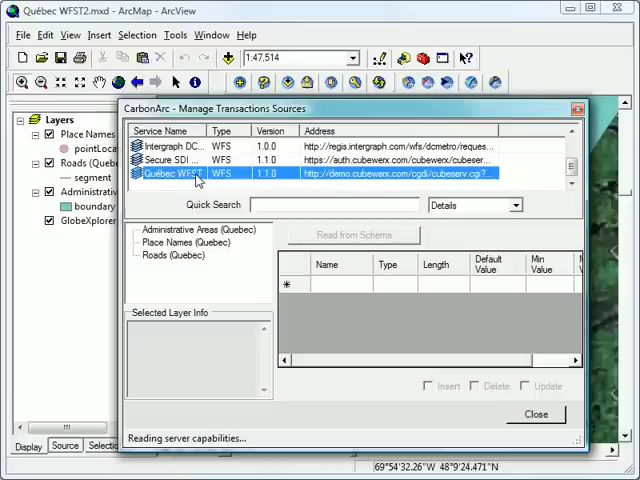 Québec WFST2.mxd - ArcMap - ArcView
File Edit View Insert Selection Tools Window Help
1:47,514
Layers
Place Names
pointLoca
Roads (Quebe
segment
Administrativ
boundary
GlobeXplorer
CarbonArc - Manage Transactions Sources
Service Name Type Version Address
Intergraph DC... WFS 1.0.0 http://regis.intergraph.com/wfs/dcmetro/reques...
Secure SDI ... WFS 1.1.0 https://auth.cubewerx.com/cubewerx/cubeser...
Québec WFST WFS 1.1.0 http://demo.cubewerx.com/cgdi/cubeserv.cgi?...
Quick Search Details
Administrative Areas (Quebec)
Place Names (Quebec)
Roads (Quebec)
Read from Schema
Name Type Length Default Value Min Value M V
Selected Layer Info
Insert Delete Update
Close
Reading server capabilities...
Display Source Selection
69°54'32.26"W 48°9'24.471"N